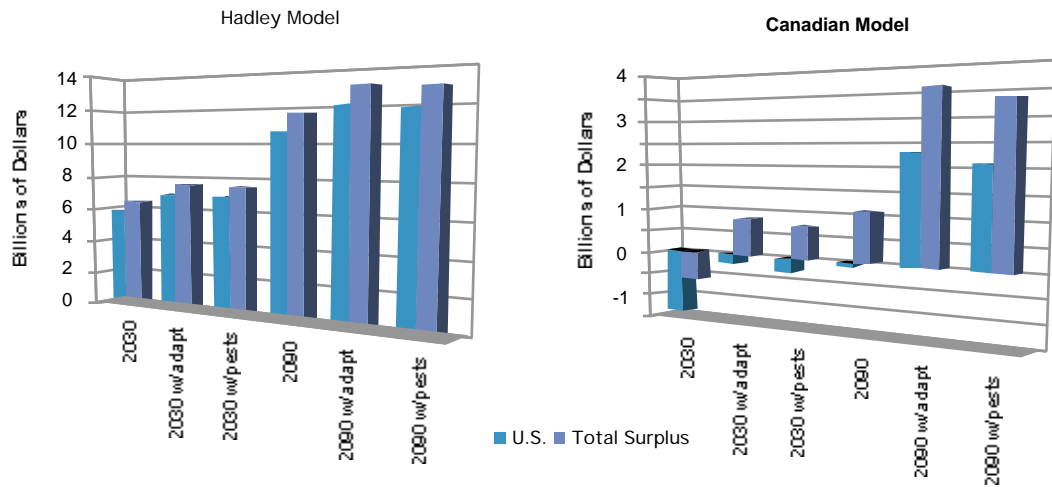 Hadley Model
Billions of Dollars
14
12
10
8
6
4
2
0
2030
2030 w/adapt
2030 w/pests
2090
2090 w/adapt
2090 w/pests
Canadian Model
Billions of Dollars
4
3
2
1
0
-1
2030
2030 w/adapt
2030 w/pests
2090
2090 w/adapt
2090 w/pests
U.S. Total Surplus